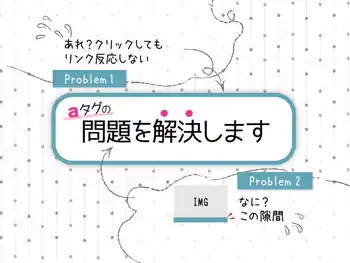 あれ?クリックしても
リンク反応しない
Problem 1
aタグの
問題を解決します
Problem 2
IMG
なに?
この隙間